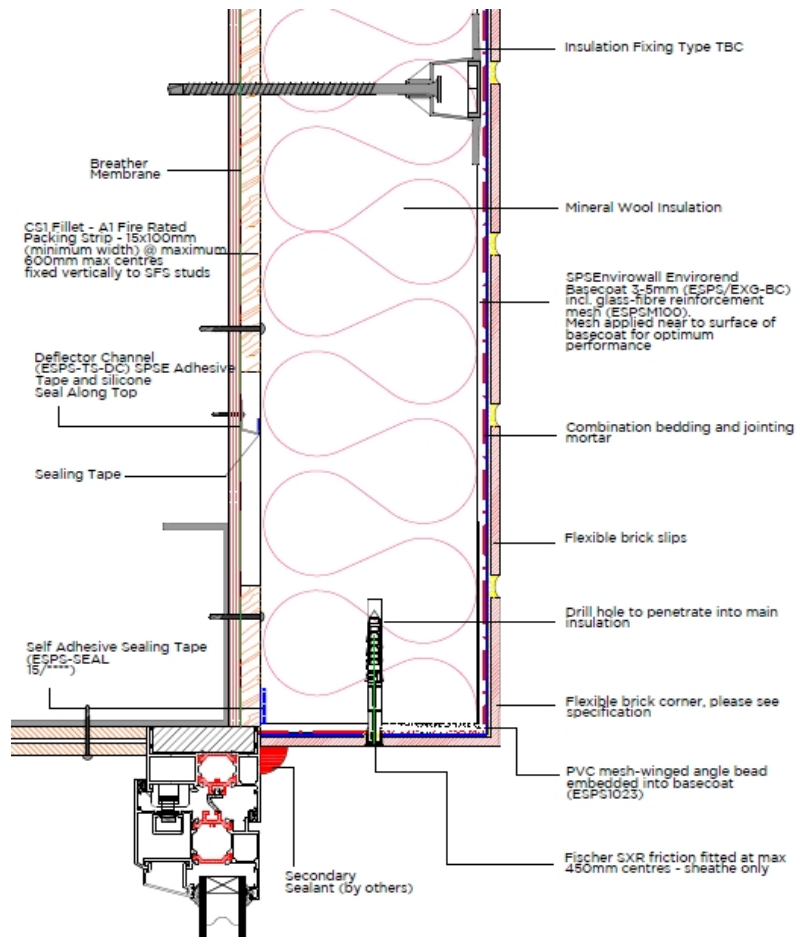 Insulation Fixing Type TBC
Breather
Membrane
Mineral Wool Insulation
CS1 Fillet - A1 Fire Rated
Packing Strip - 15x100mm
(minimum width) @ maximum
600mm max centres
fixed vertically to SFS studs
SPSEnvirowall Envirorend
Basecoat 3-5mm (ESPS/EXG-BC)
incl. glass-fibre reinforcement
mesh (ESPSM100).
Mesh applied near to surface of
basecoat for optimum
performance
Deflector Channel
(ESPS-TS-DC) SPSE Adhesive
Tape and silicone
Seal Along Top
Combination bedding and jointing
mortar
Sealing Tape
Flexible brick slips
Drill hole to penetrate into main
insulation
Self Adhesive Sealing Tape
(ESPS-SEAL
15/****)
Flexible brick corner, please see
specification
PVC mesh-winged angle bead
embedded into basecoat
(ESPS1023)
Secondary
Sealant (by others)
Fischer SXR friction fitted at max
450mm centres - sheathe only